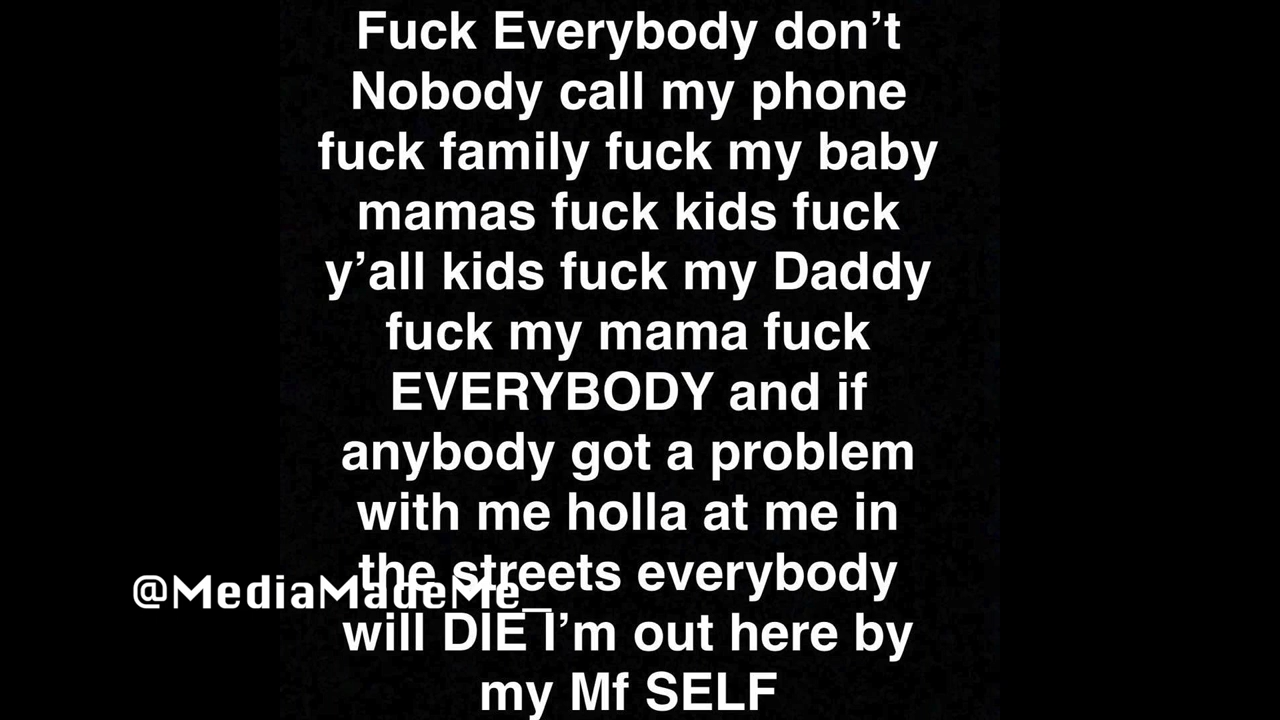 Fuck Everybody don’t
Nobody call my phone
fuck family fuck my baby
mamas fuck kids fuck
y’all kids fuck my Daddy
fuck my mama fuck
EVERYBODY and if
anybody got a problem
with me holla at me in
the streets everybody
@MediaMadeMe_
will DIE I’m out here by
my Mf SELF